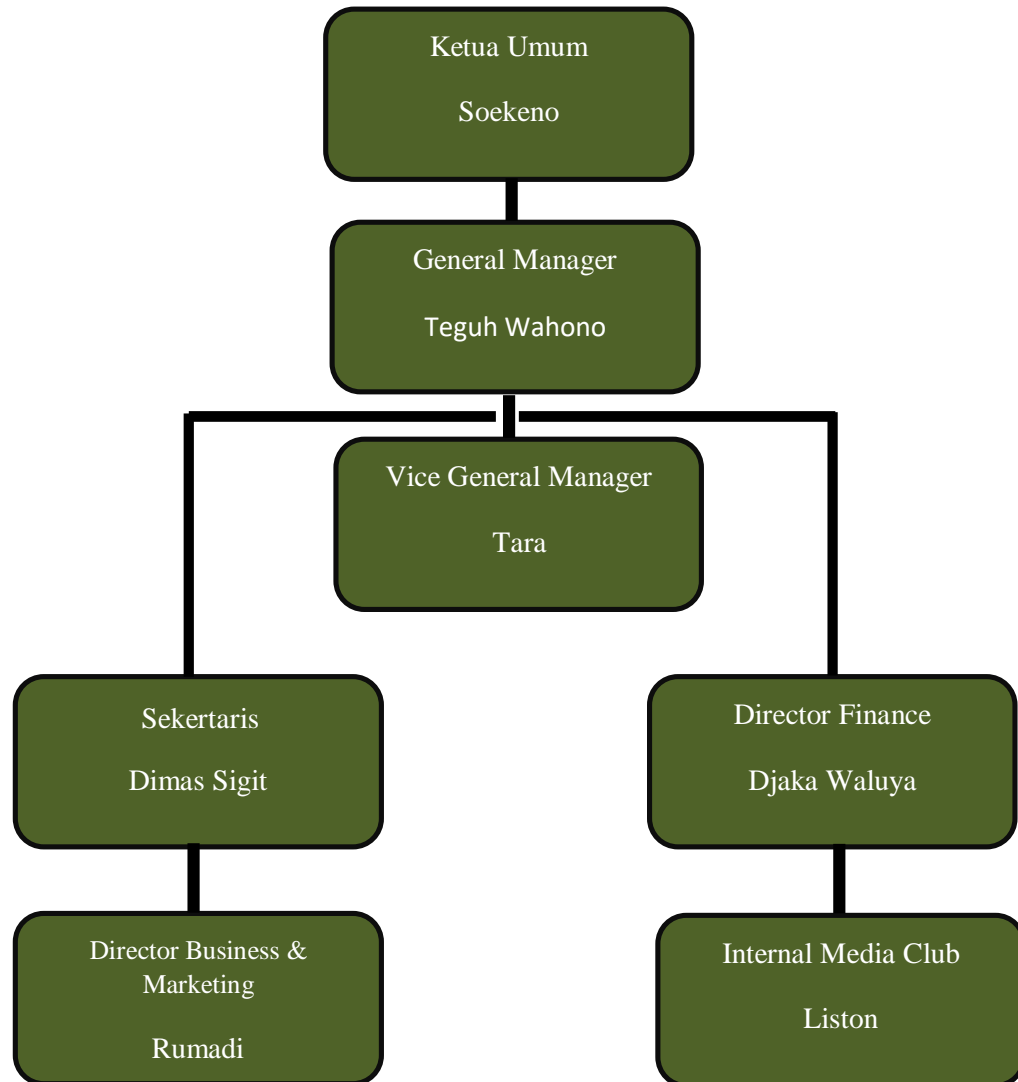 Ketua Umum
Soekeno
General Manager
Teguh Wahono
Vice General Manager
Tara
Sekertaris
Dimas Sigit
Director Finance
Djaka Waluya
Director Business &
Marketing
Rumadi
Internal Media Club
Liston